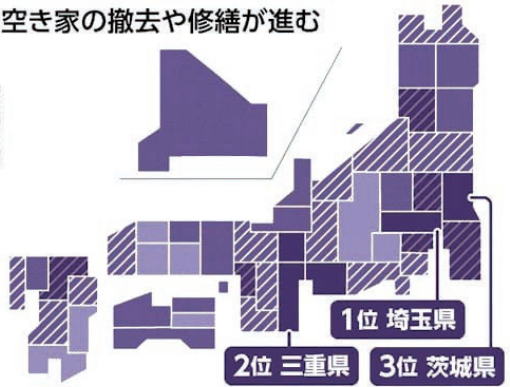 空き家の撤去や修繕が進む
1位 埼玉県
2位 三重県
3位 茨城県